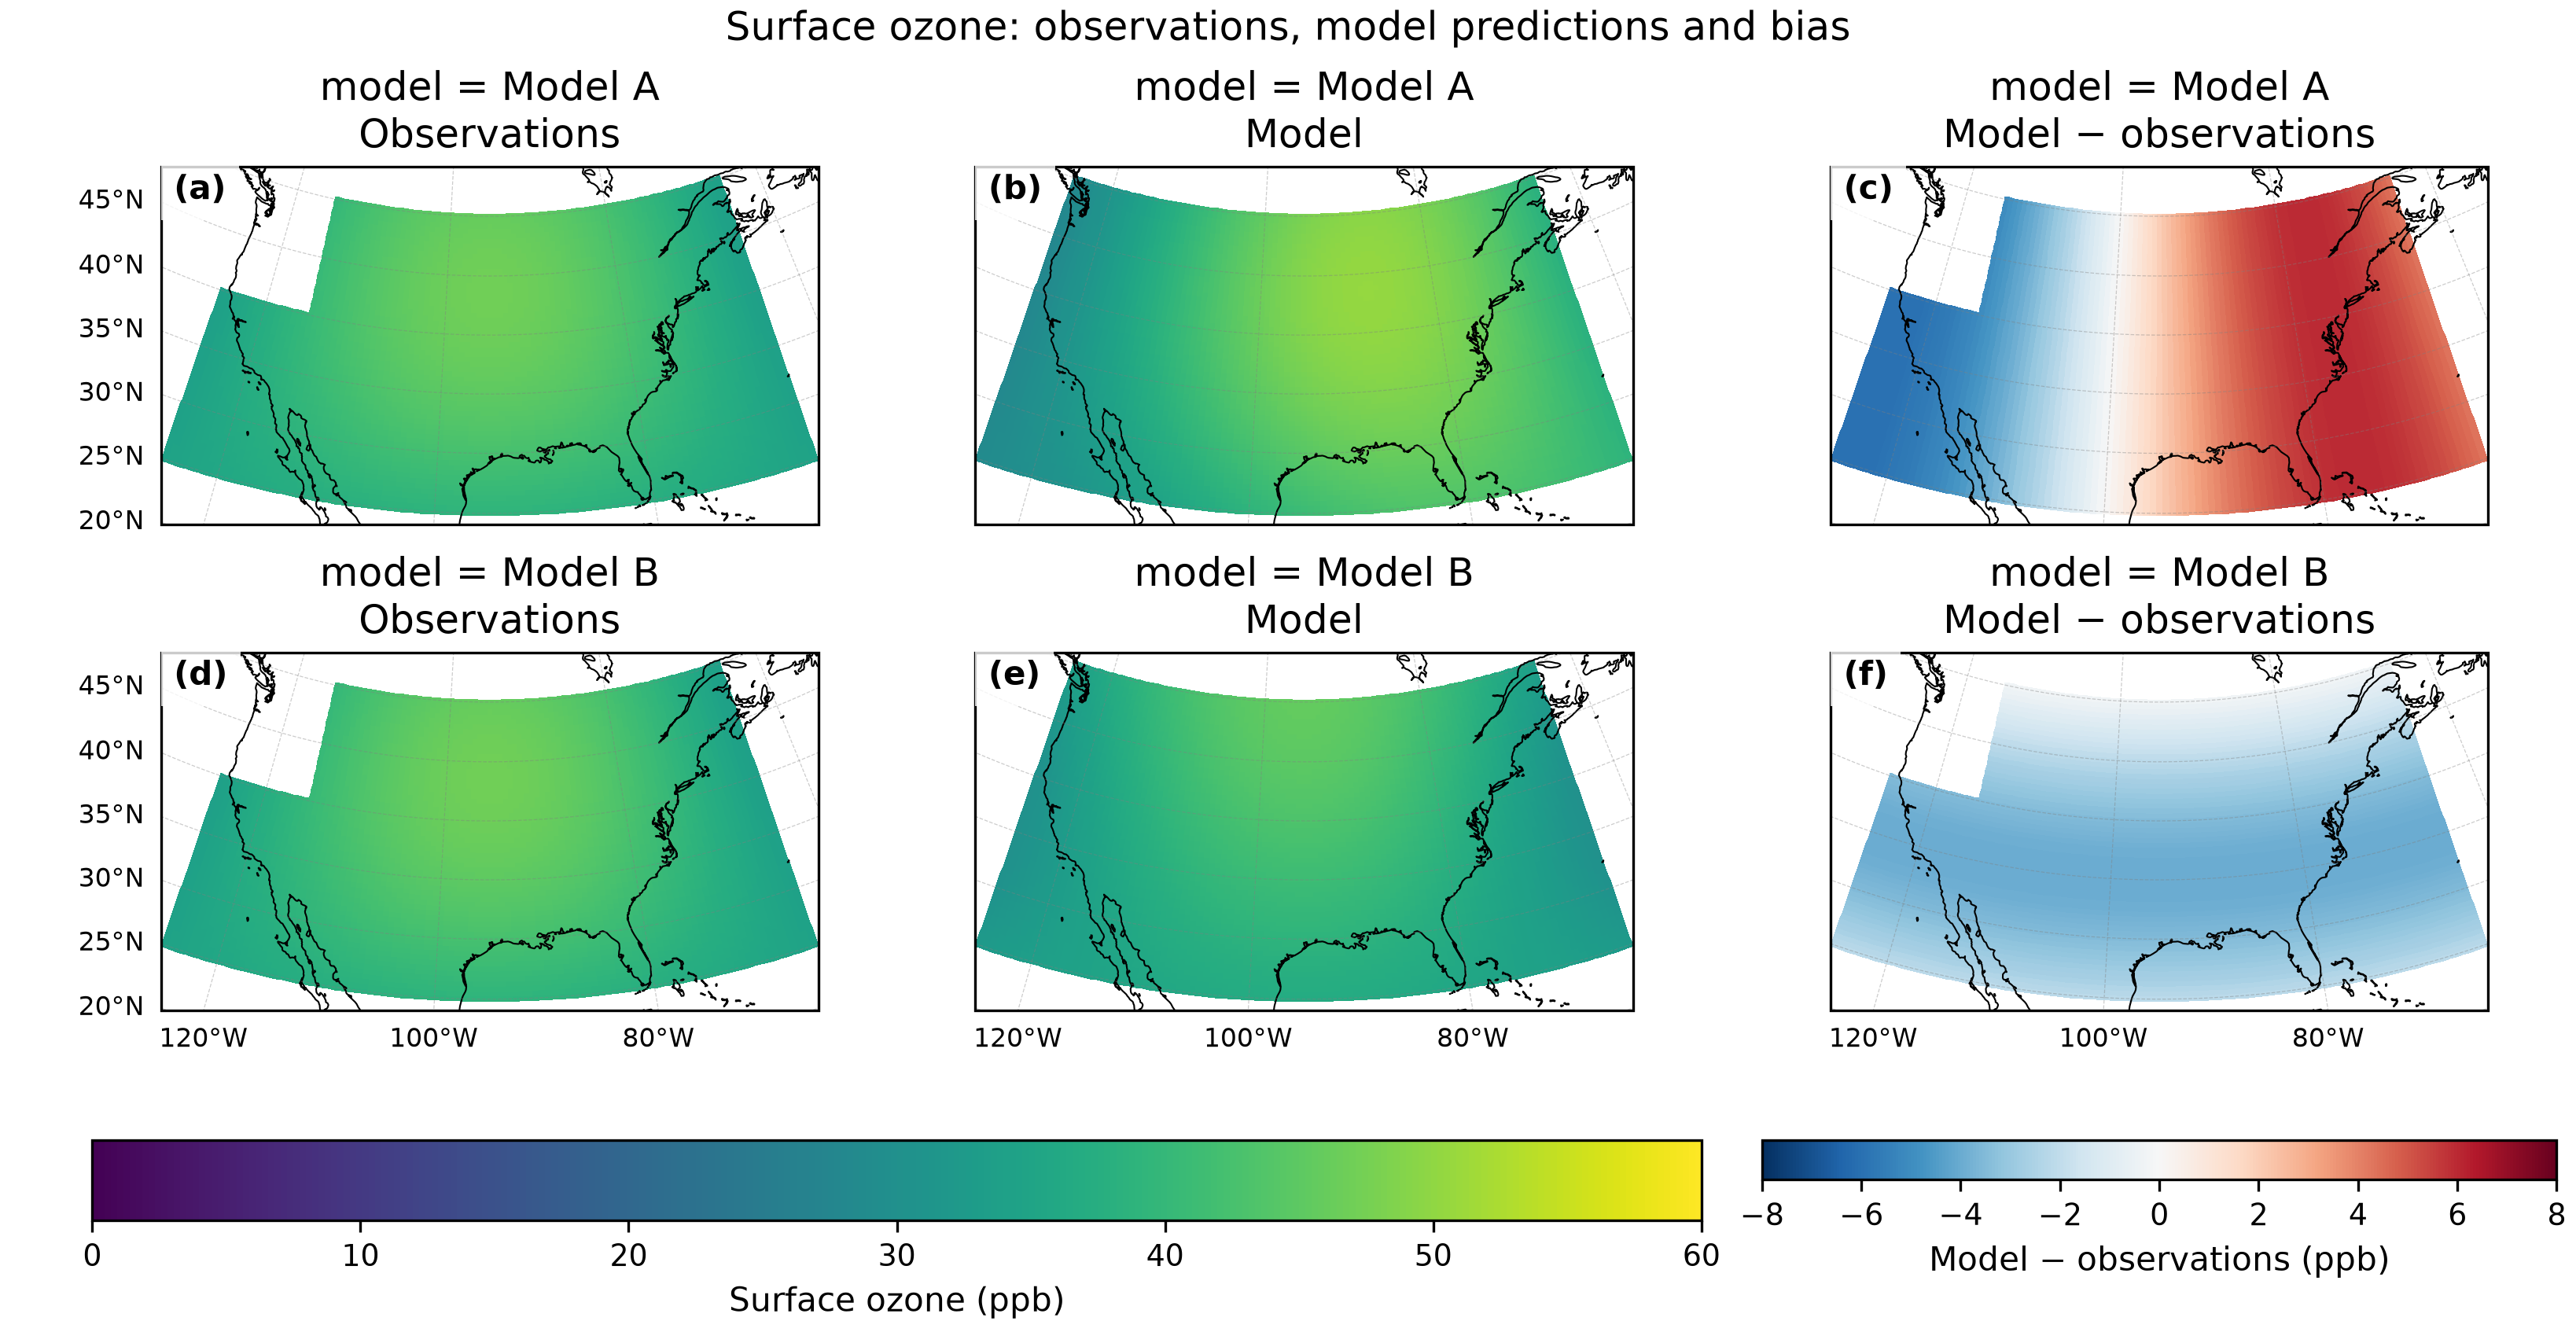 Surface ozone: observations, model predictions and bias
model = Model A
Observations
model = Model A
Model
model = Model A
Model − observations
(a)
(b)
(c)
45°N
40°N
35°N
30°N
25°N
20°N
model = Model B
Observations
model = Model B
Model
model = Model B
Model − observations
(d)
(e)
(f)
45°N
40°N
35°N
30°N
25°N
20°N
120°W 100°W 80°W
120°W 100°W 80°W
120°W 100°W 80°W
0 10 20 30 40 50 60
Surface ozone (ppb)
−8 −6 −4 −2 0 2 4 6 8
Model − observations (ppb)